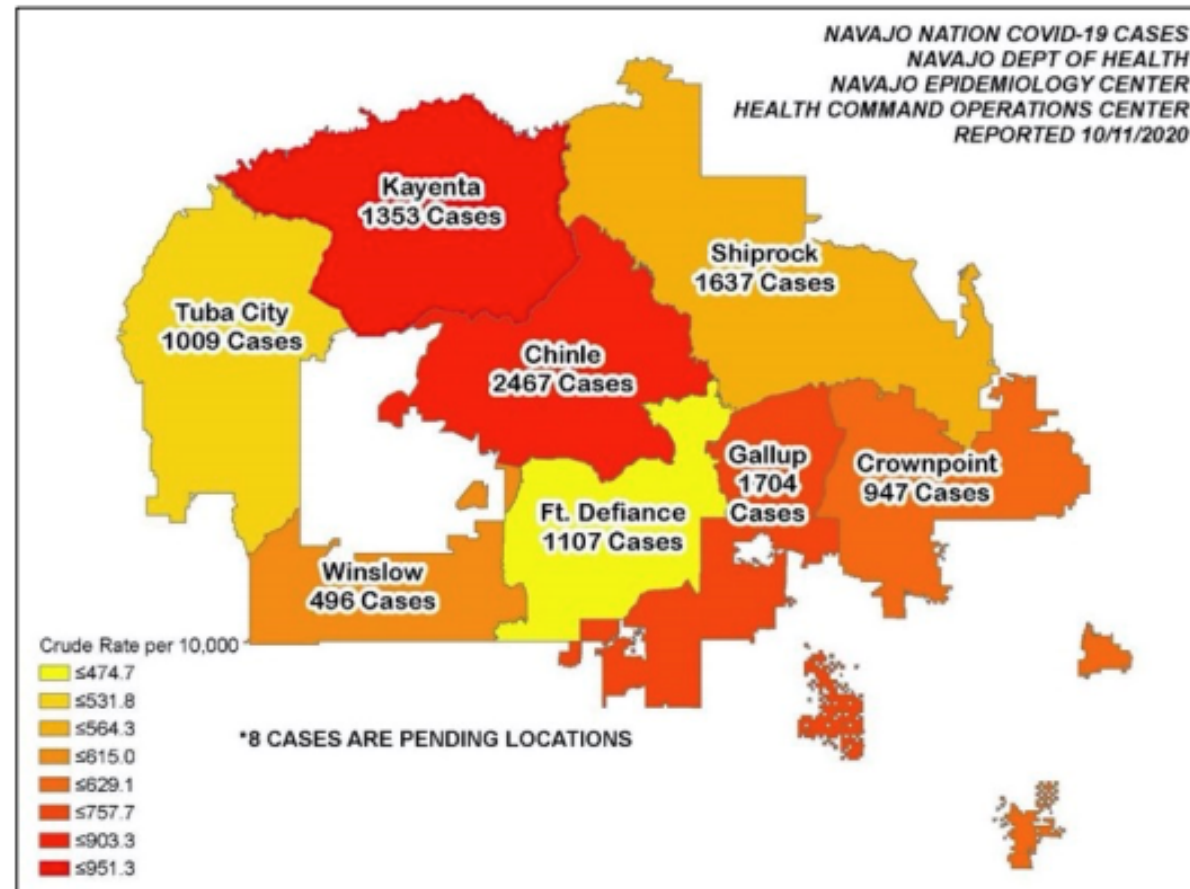 NAVAJO NATION COVID-19 CASES
NAVAJO DEPT OF HEALTH
NAVAJO EPIDEMIOLOGY CENTER
HEALTH COMMAND OPERATIONS CENTER
REPORTED 10/11/2020
Kayenta
1353 Cases
Shiprock
1637 Cases
Tuba City
1009 Cases
Chinle
2467 Cases
Gallup
1704
Cases
Crownpoint
947 Cases
Ft. Defiance
1107 Cases
Winslow
496 Cases
Crude Rate per 10,000
≤474.7
≤531.8
≤564.3
≤615.0
≤629.1
≤757.7
≤903.3
≤951.3
*8 CASES ARE PENDING LOCATIONS